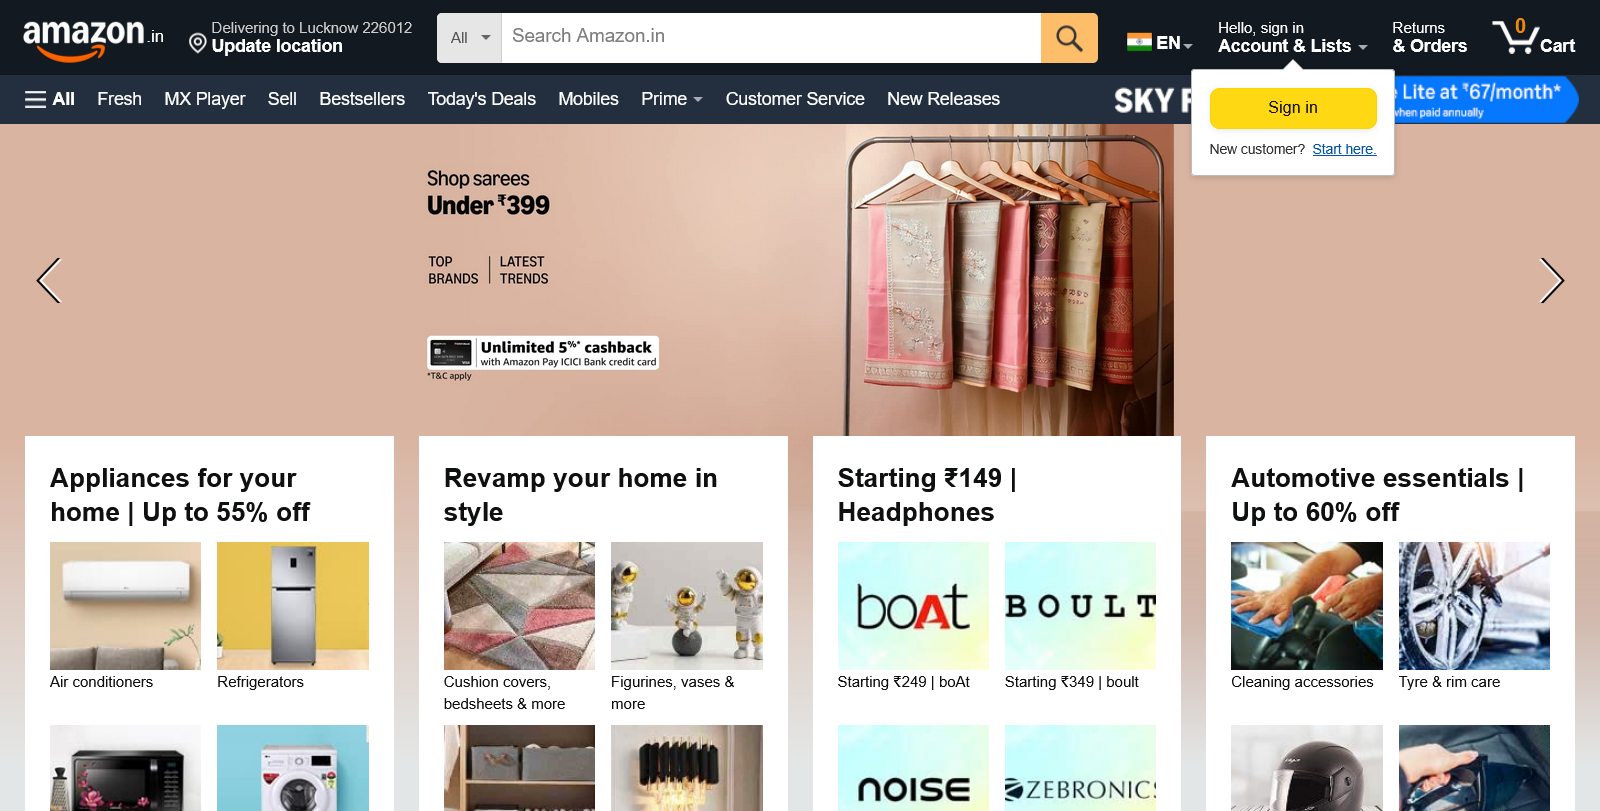 amazon.in
Delivering to Lucknow 226012
Update location
All
Search Amazon.in
EN
Hello, sign in
Account & Lists
Returns
& Orders
0
Cart
All
Fresh
MX Player
Sell
Bestsellers
Today's Deals
Mobiles
Prime
Customer Service
New Releases
SKY F
Lite at ₹67/month*
when paid annually
Sign in
New customer? Start here.
Shop sarees
Under ₹399
TOP BRANDS | LATEST TRENDS
Unlimited 5%* cashback
with Amazon Pay ICICI Bank credit card
*T&C apply
Appliances for your
home | Up to 55% off
Air conditioners
Refrigerators
Revamp your home in
style
Cushion covers,
bedsheets & more
Figurines, vases &
more
Starting ₹149 |
Headphones
boAt
BOULT
Starting ₹249 | boAt
Starting ₹349 | boult
NOISE
ZEBRONICS
Automotive essentials |
Up to 60% off
Cleaning accessories
Tyre & rim care